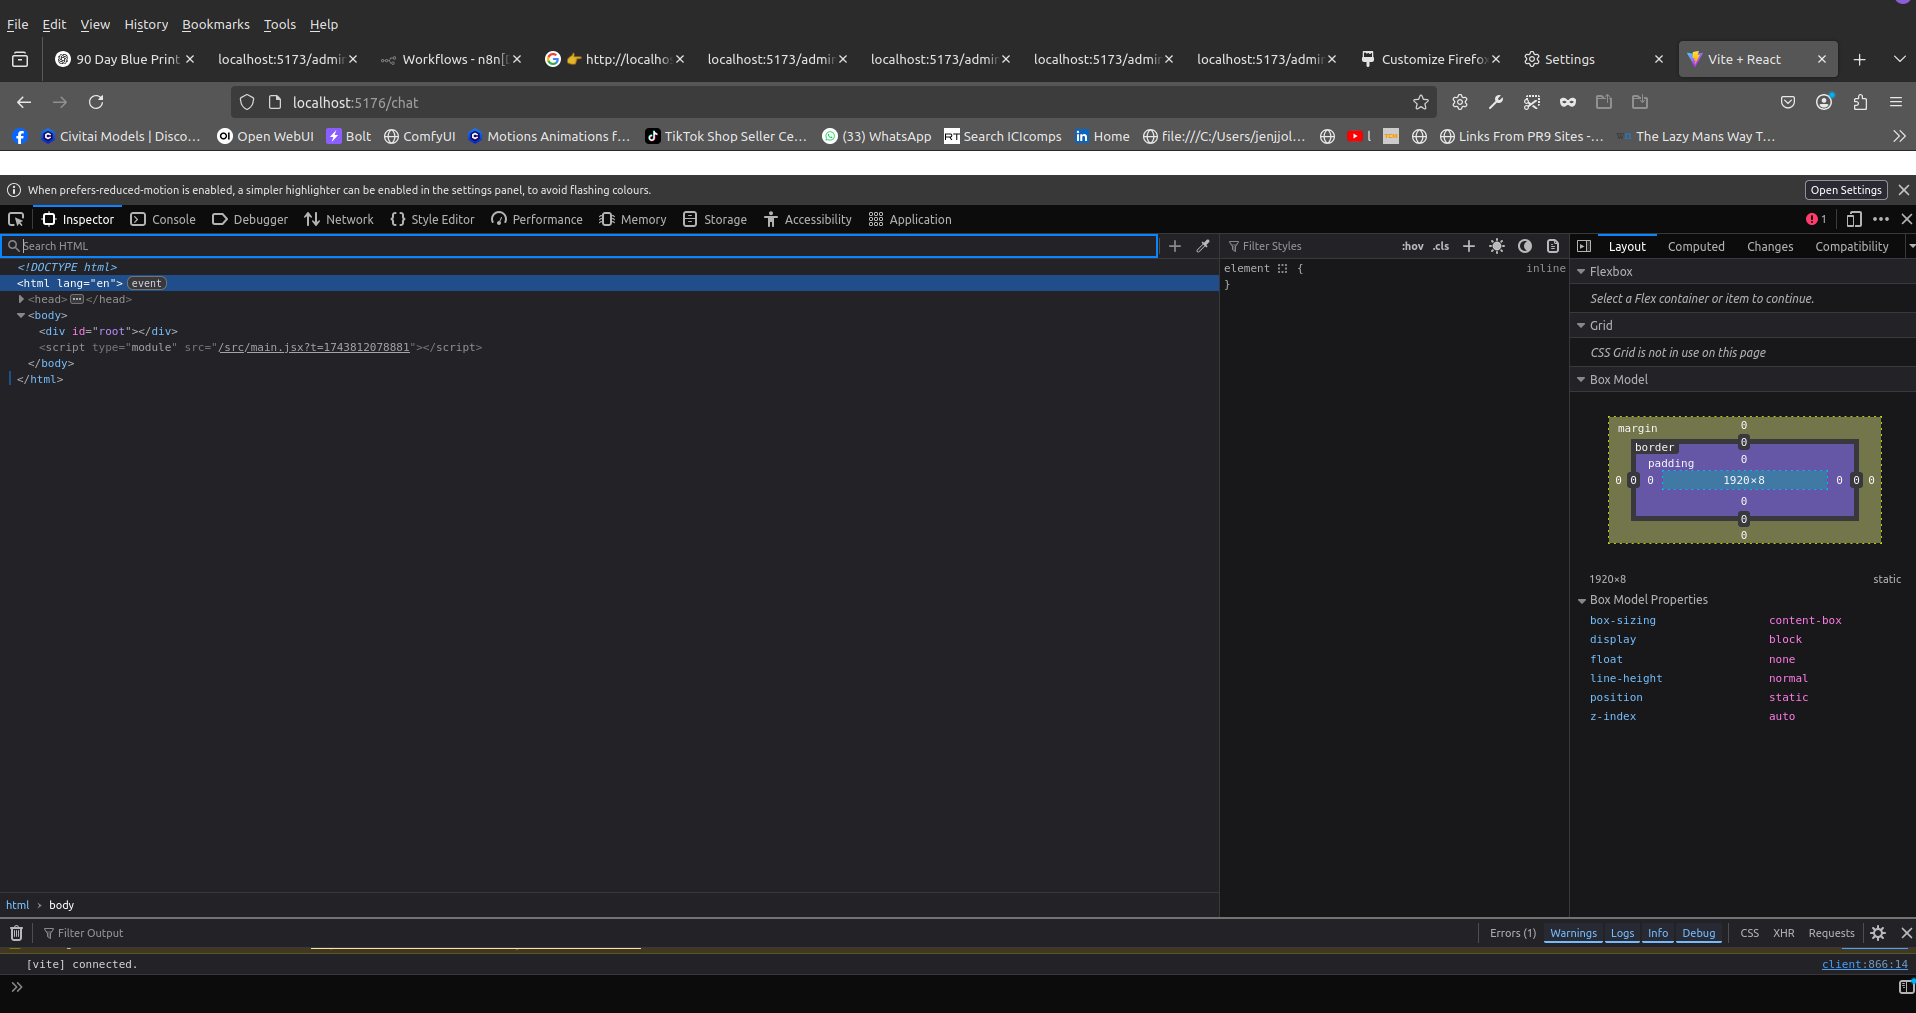 File Edit View History Bookmarks Tools Help
90 Day Blue Print localhost:5173/admin Workflows - n8n[ 👉 http://localho localhost:5173/admin localhost:5173/admin localhost:5173/admin localhost:5173/admin Customize Firefox Settings Vite + React
localhost:5176/chat
Civitai Models | Disco... Open WebUI Bolt ComfyUI Motions Animations f... TikTok Shop Seller Ce... (33) WhatsApp Search ICIcomps Home file:///C:/Users/jenjjol... l Links From PR9 Sites -... The Lazy Mans Way T...
When prefers-reduced-motion is enabled, a simpler highlighter can be enabled in the settings panel, to avoid flashing colours. Open Settings
Inspector Console Debugger Network Style Editor Performance Memory Storage Accessibility Application 1
Search HTML Filter Styles :hov .cls Layout Computed Changes Compatibility
<!DOCTYPE html>
<html lang="en"> event
<head> </head>
<body>
<div id="root"></div>
<script type="module" src="/src/main.jsx?t=1743812078881"></script>
</body>
</html>
element {
inline
}
Flexbox
Select a Flex container or item to continue.
Grid
CSS Grid is not in use on this page
Box Model
margin 0
border 0
padding 0
0 0 0 1920×8 0 0 0
0
0
0
1920×8 static
Box Model Properties
box-sizing content-box
display block
float none
line-height normal
position static
z-index auto
html › body
Filter Output Errors (1) Warnings Logs Info Debug CSS XHR Requests
[vite] connected. client:866:14